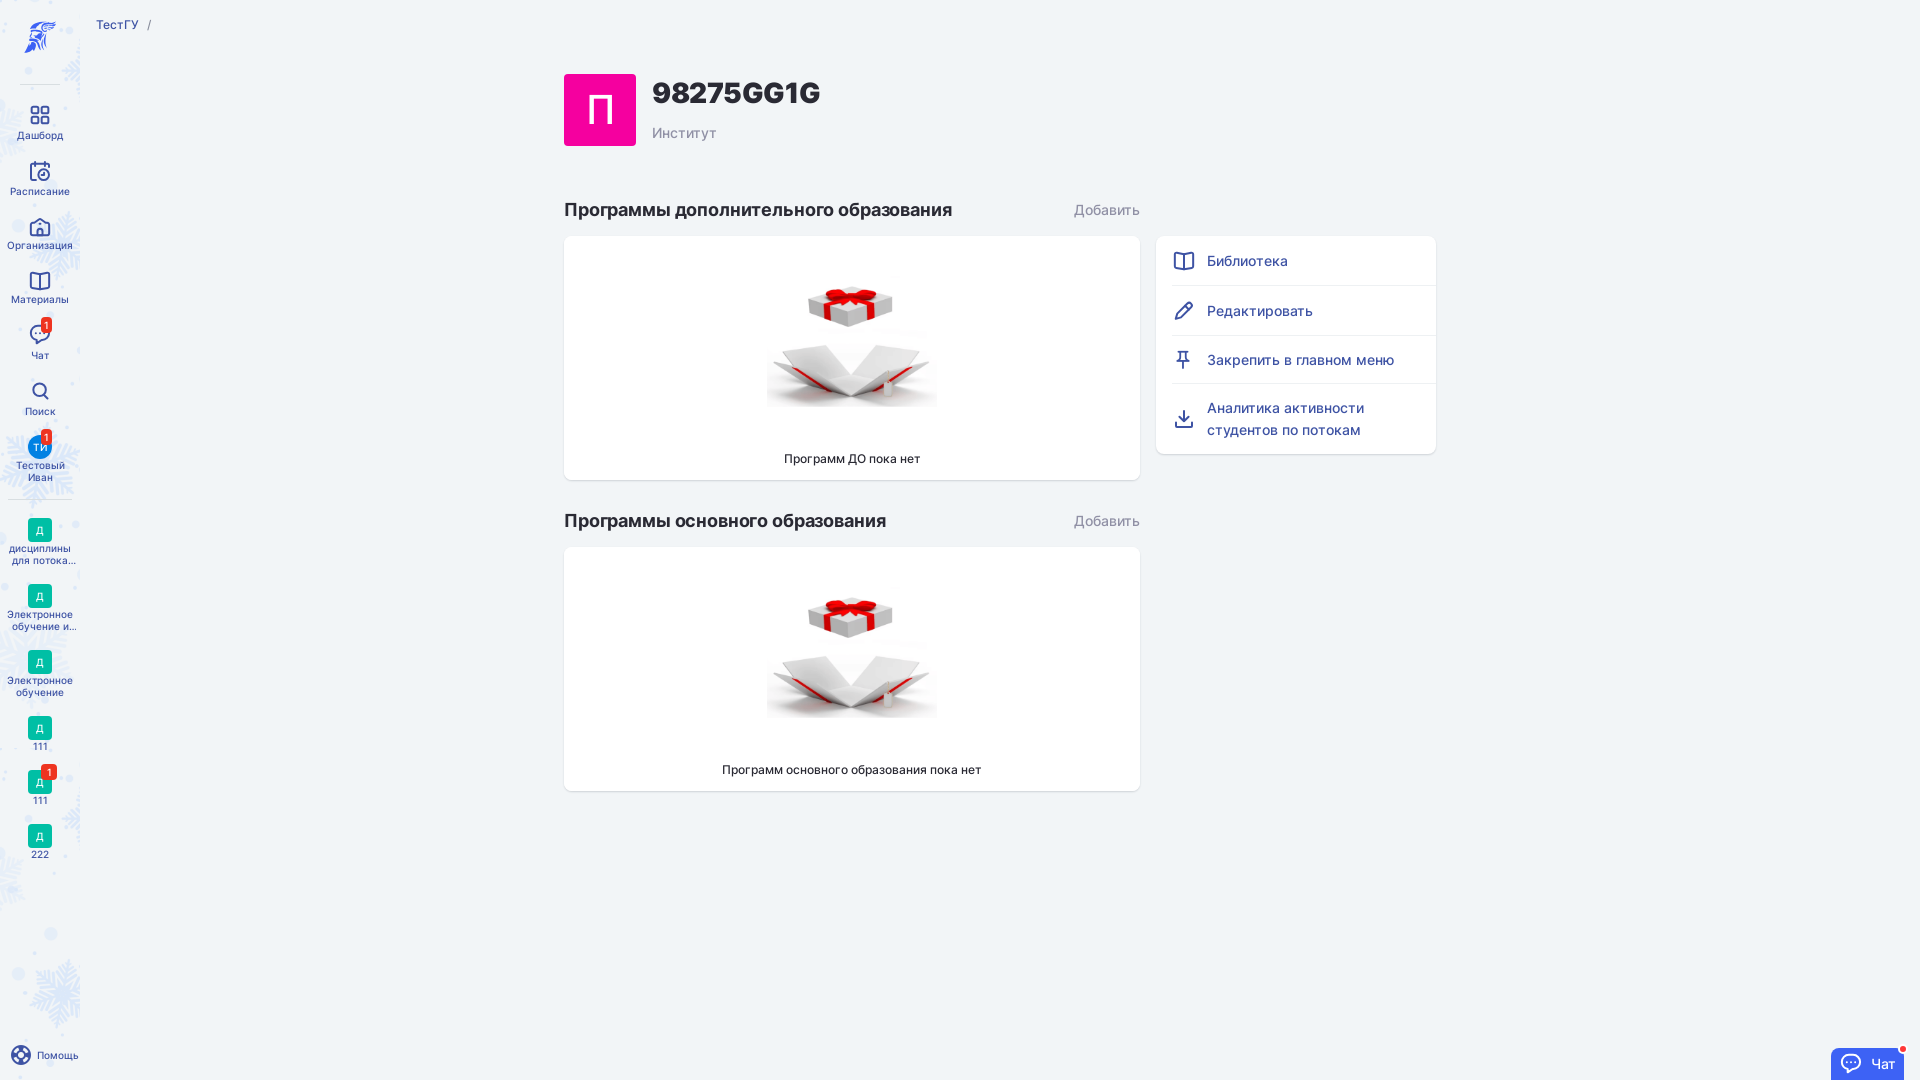 ТестГУ /
Дашборд
Расписание
Организация
Материалы
1
Чат
Поиск
ТИ
1
Тестовый
Иван
Д
дисциплины
для потока...
Д
Электронное
обучение и...
Д
Электронное
обучение
Д
111
Д
1
111
Д
222
Помощь
П
98275GG1G
Институт
Программы дополнительного образования
Добавить
Программ ДО пока нет
Библиотека
Редактировать
Закрепить в главном меню
Аналитика активности
студентов по потокам
Программы основного образования
Добавить
Программ основного образования пока нет
Чат